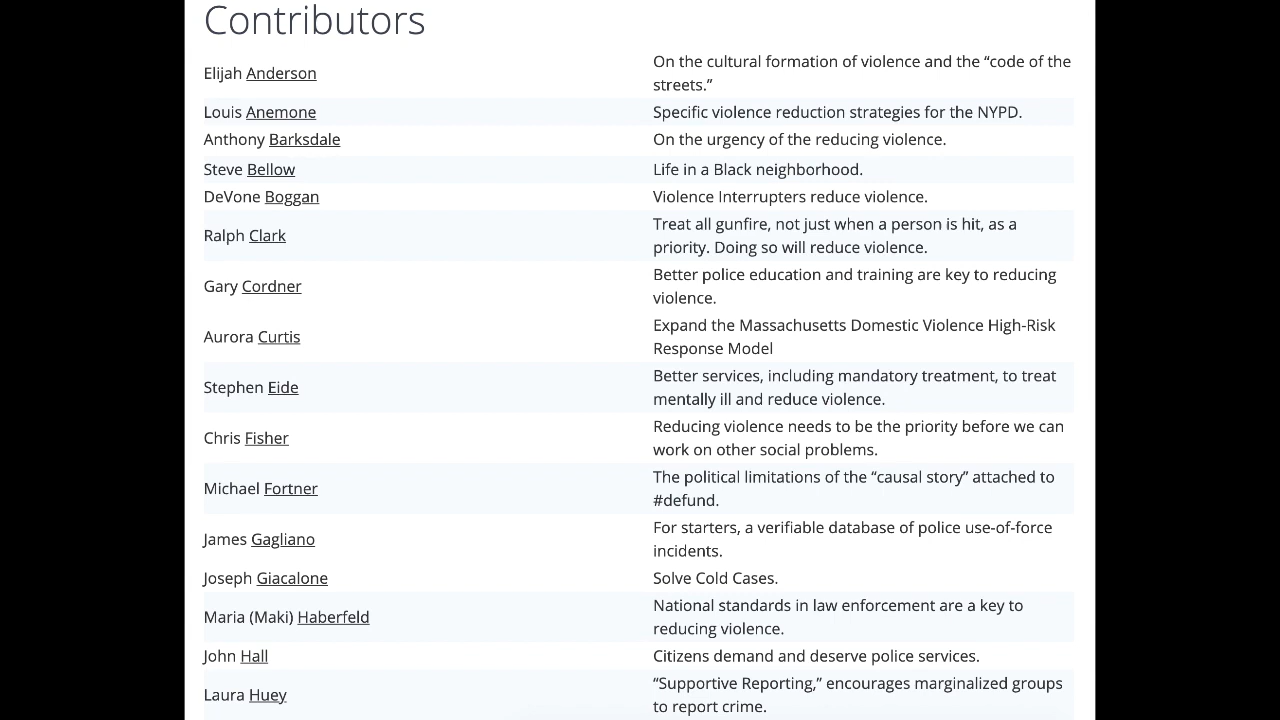 Contributors
Elijah Anderson
On the cultural formation of violence and the “code of the
streets.”
Louis Anemone
Specific violence reduction strategies for the NYPD.
Anthony Barksdale
On the urgency of the reducing violence.
Steve Bellow
Life in a Black neighborhood.
DeVone Boggan
Violence Interrupters reduce violence.
Ralph Clark
Treat all gunfire, not just when a person is hit, as a
priority. Doing so will reduce violence.
Gary Cordner
Better police education and training are key to reducing
violence.
Aurora Curtis
Expand the Massachusetts Domestic Violence High-Risk
Response Model
Stephen Eide
Better services, including mandatory treatment, to treat
mentally ill and reduce violence.
Chris Fisher
Reducing violence needs to be the priority before we can
work on other social problems.
Michael Fortner
The political limitations of the “causal story” attached to
#defund.
James Gagliano
For starters, a verifiable database of police use-of-force
incidents.
Joseph Giacalone
Solve Cold Cases.
Maria (Maki) Haberfeld
National standards in law enforcement are a key to
reducing violence.
John Hall
Citizens demand and deserve police services.
Laura Huey
“Supportive Reporting,” encourages marginalized groups
to report crime.